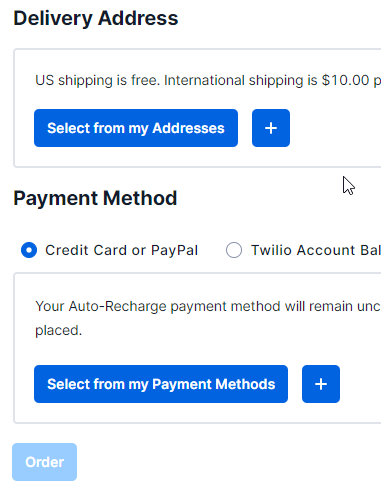 Delivery Address
US shipping is free. International shipping is $10.00 p
Select from my Addresses +
Payment Method
Credit Card or PayPal Twilio Account Bal
Your Auto-Recharge payment method will remain unc
placed.
Select from my Payment Methods +
Order